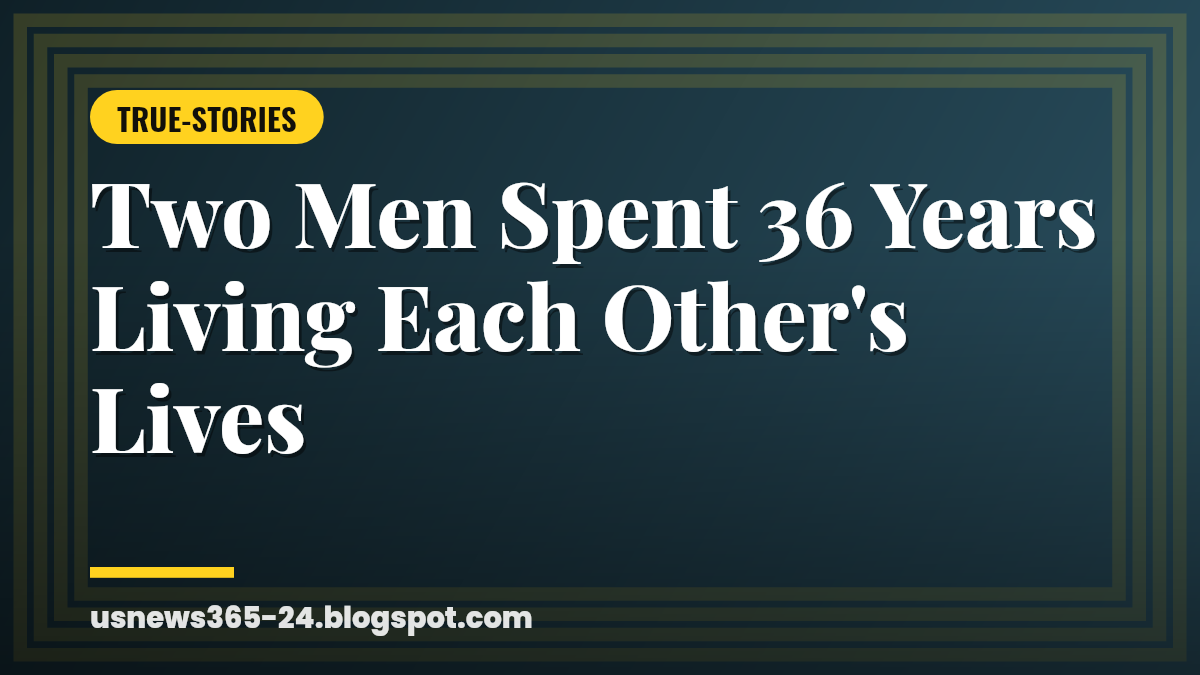 TRUE-STORIES
Two Men Spent 36 Years
Living Each Other's
Lives
usnews365-24.blogspot.com